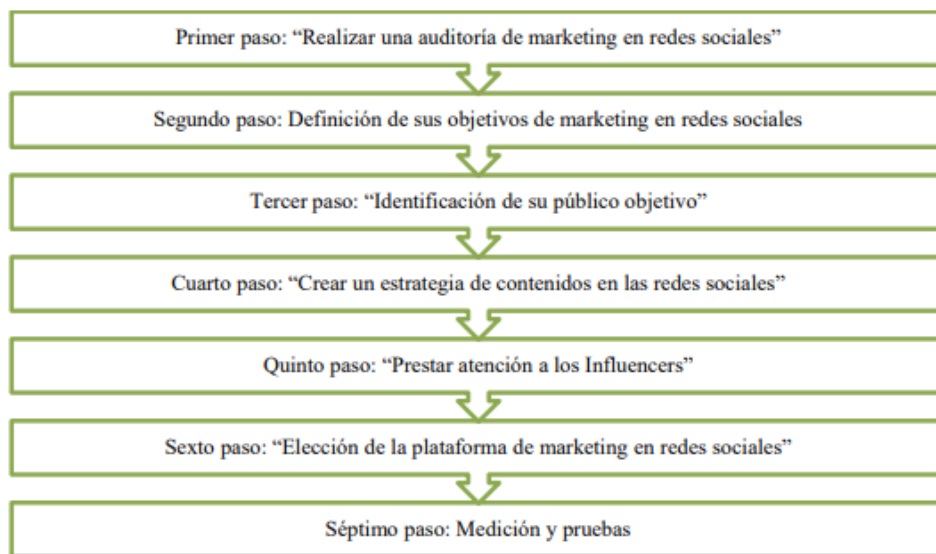 Primer paso: “Realizar una auditoría de marketing en redes sociales”
Segundo paso: Definición de sus objetivos de marketing en redes sociales
Tercer paso: “Identificación de su público objetivo”
Cuarto paso: “Crear un estrategia de contenidos en las redes sociales”
Quinto paso: “Prestar atención a los Influencers”
Sexto paso: “Elección de la plataforma de marketing en redes sociales”
Séptimo paso: Medición y pruebas